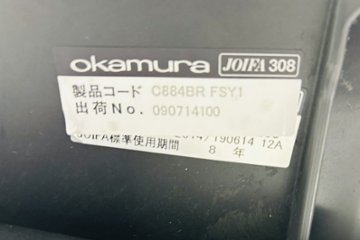 okamura JOIFA 308
製品コード C884BR FSY1
出荷No. 090714100
190614 12A
JOIFA標準使用期間 8 年